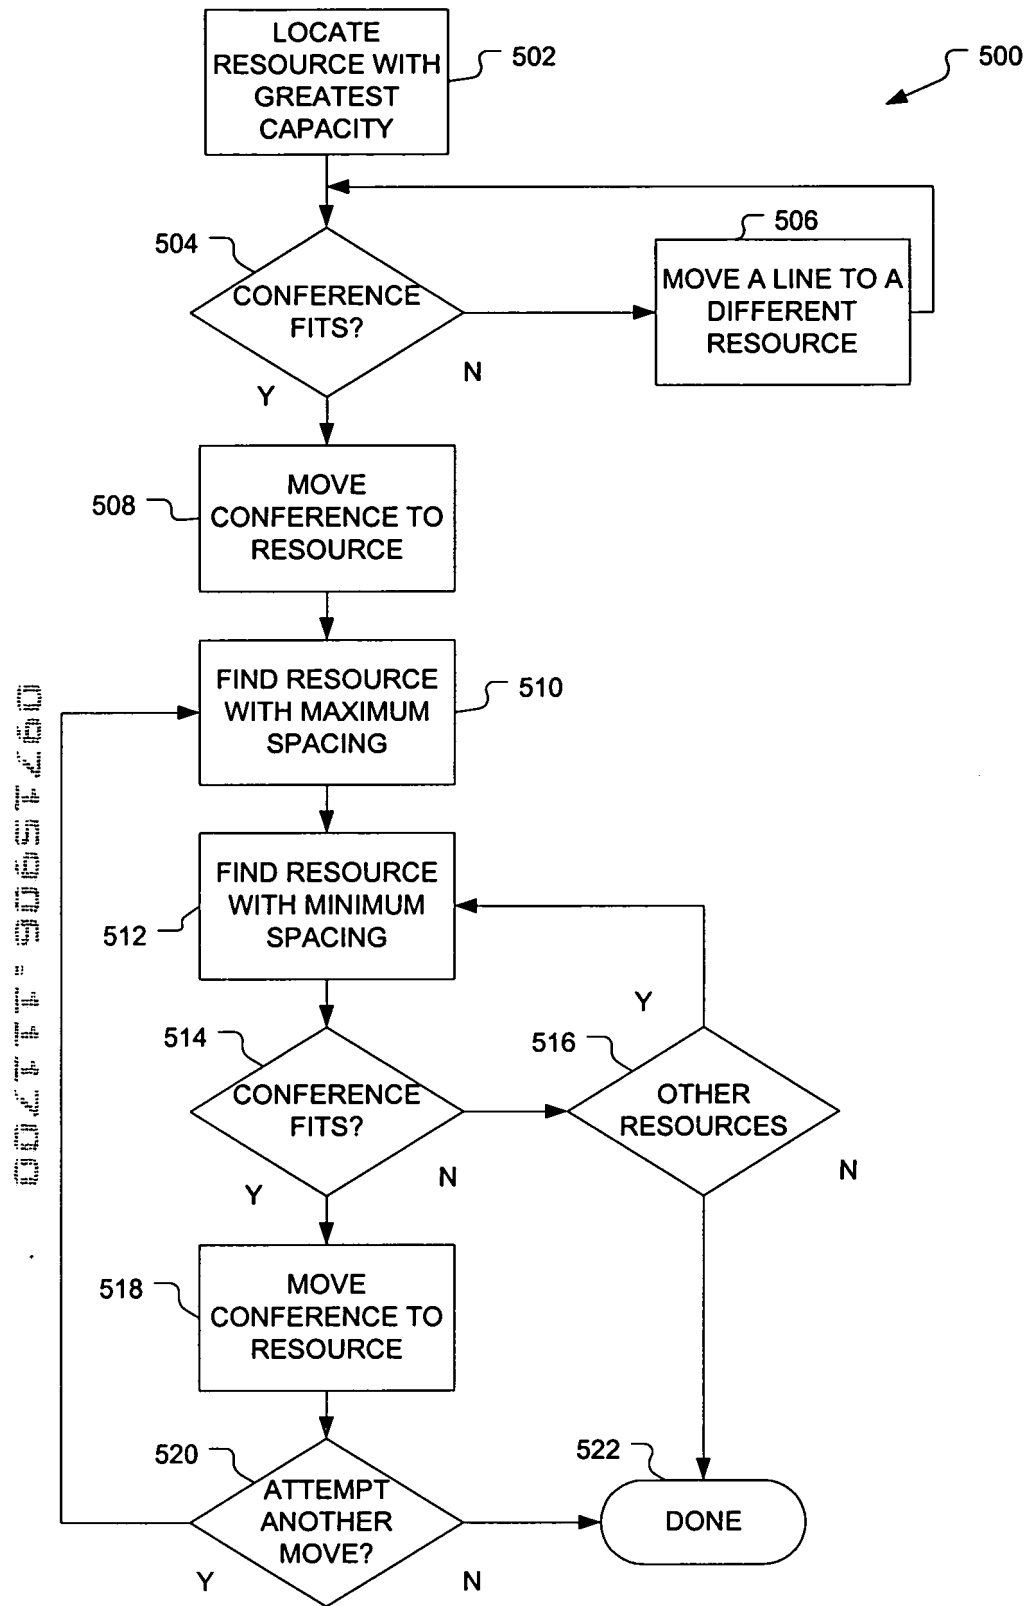 LOCATE
RESOURCE WITH
GREATEST
CAPACITY
502
500
504
CONFERENCE
FITS?
506
MOVE A LINE TO A
DIFFERENT
RESOURCE
Y
N
508
MOVE
CONFERENCE TO
RESOURCE
FIND RESOURCE
WITH MAXIMUM
SPACING
510
FIND RESOURCE
WITH MINIMUM
SPACING
512
514
CONFERENCE
FITS?
Y
N
516
OTHER
RESOURCES
Y
N
518
MOVE
CONFERENCE TO
RESOURCE
520
ATTEMPT
ANOTHER
MOVE?
Y
N
522
DONE
09715906.111700